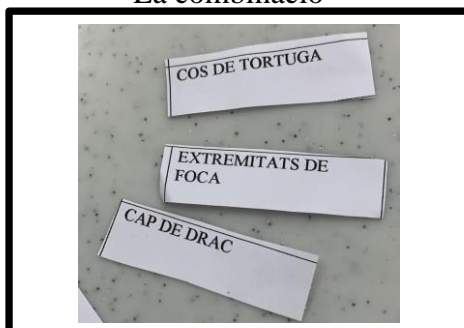 La combinació
COS DE TORTUGA
EXTREMITATS DE
FOCA
CAP DE DRAC